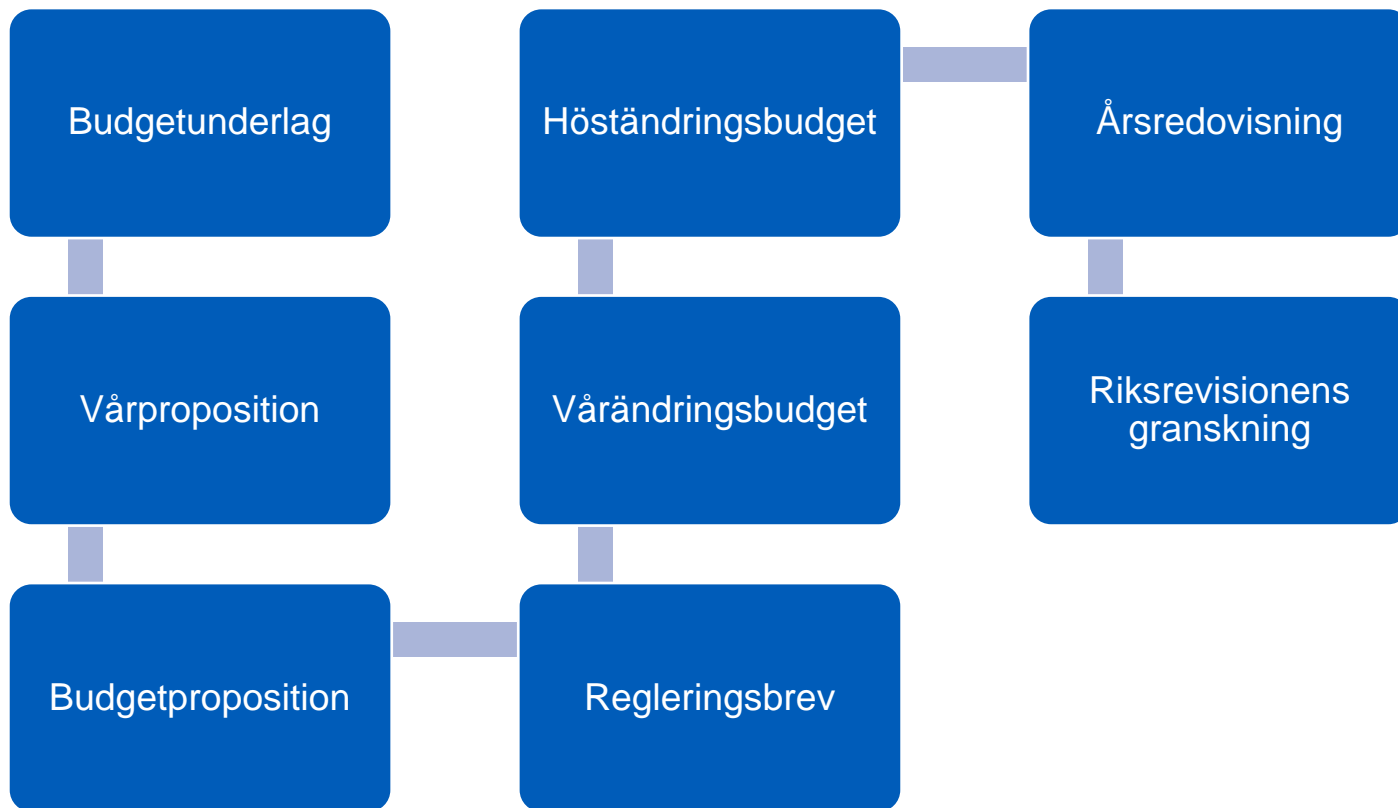 Budgetunderlag
Vårproposition
Budgetproposition
Regleringsbrev
Vårändringsbudget
Höständringsbudget
Årsredovisning
Riksrevisionens
granskning